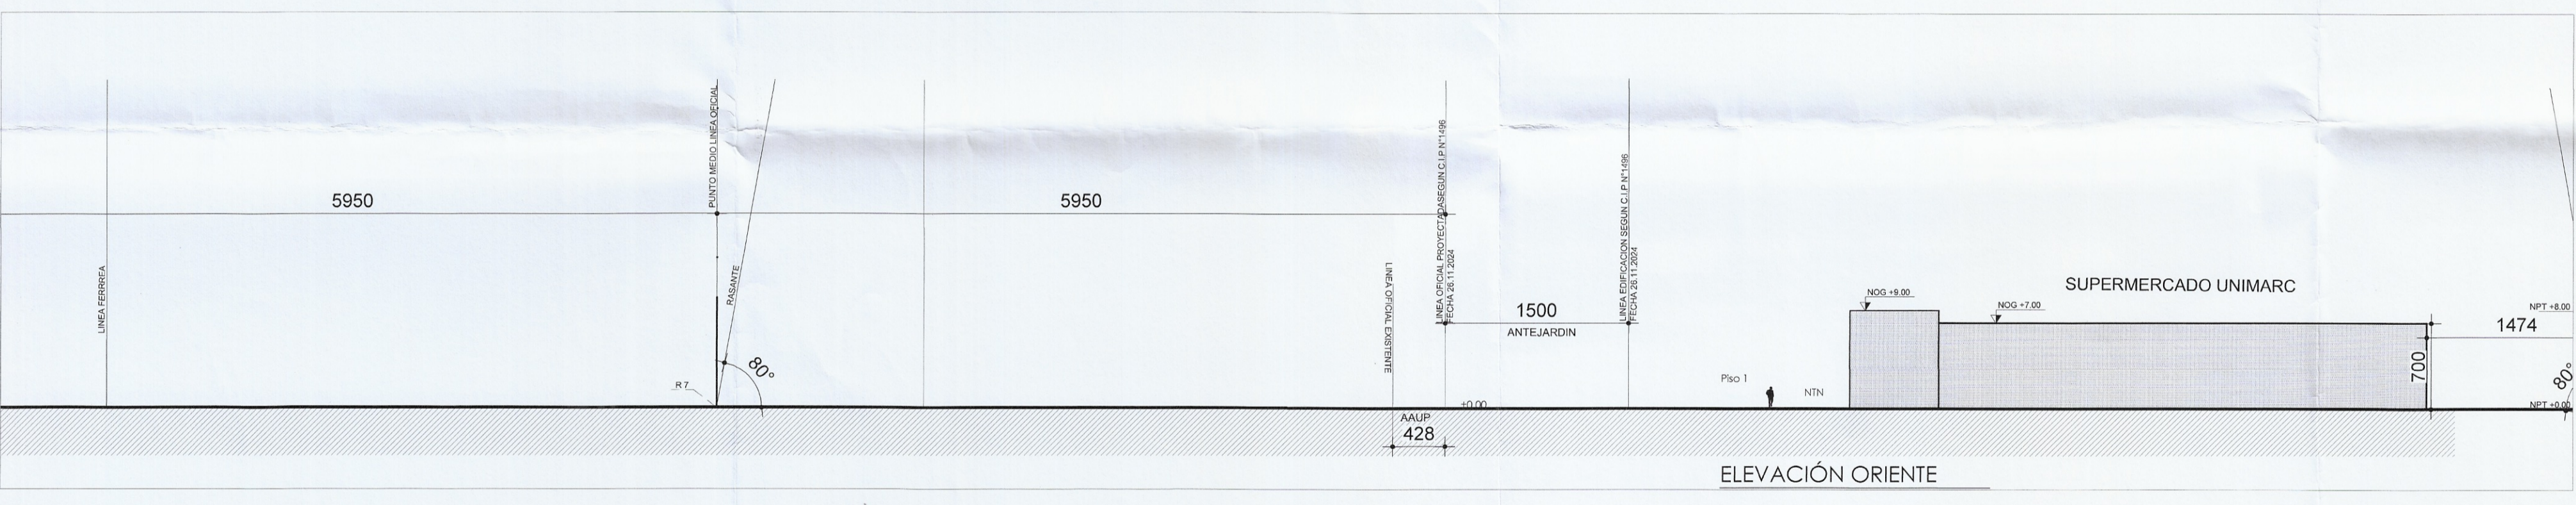 LINEA FERREA
5950
PUNTO MEDIO LINEA OFICIAL
RASANTE
R 7
80°
5950
LINEA OFICIAL EXISTENTE
LINEA OFICIAL PROYECTADASEGUN C.I.P N°1496
FECHA 26.11.2024
1500
ANTEJARDIN
LINEA EDIFICACION SEGUN C.I.P N°1496
FECHA 26.11.2024
±0.00
AAUP
428
Piso 1
NTN
NOG +9.00
NOG +7.00
SUPERMERCADO UNIMARC
700
NPT +8.00
1474
80°
NPT +0.00
ELEVACIÓN ORIENTE